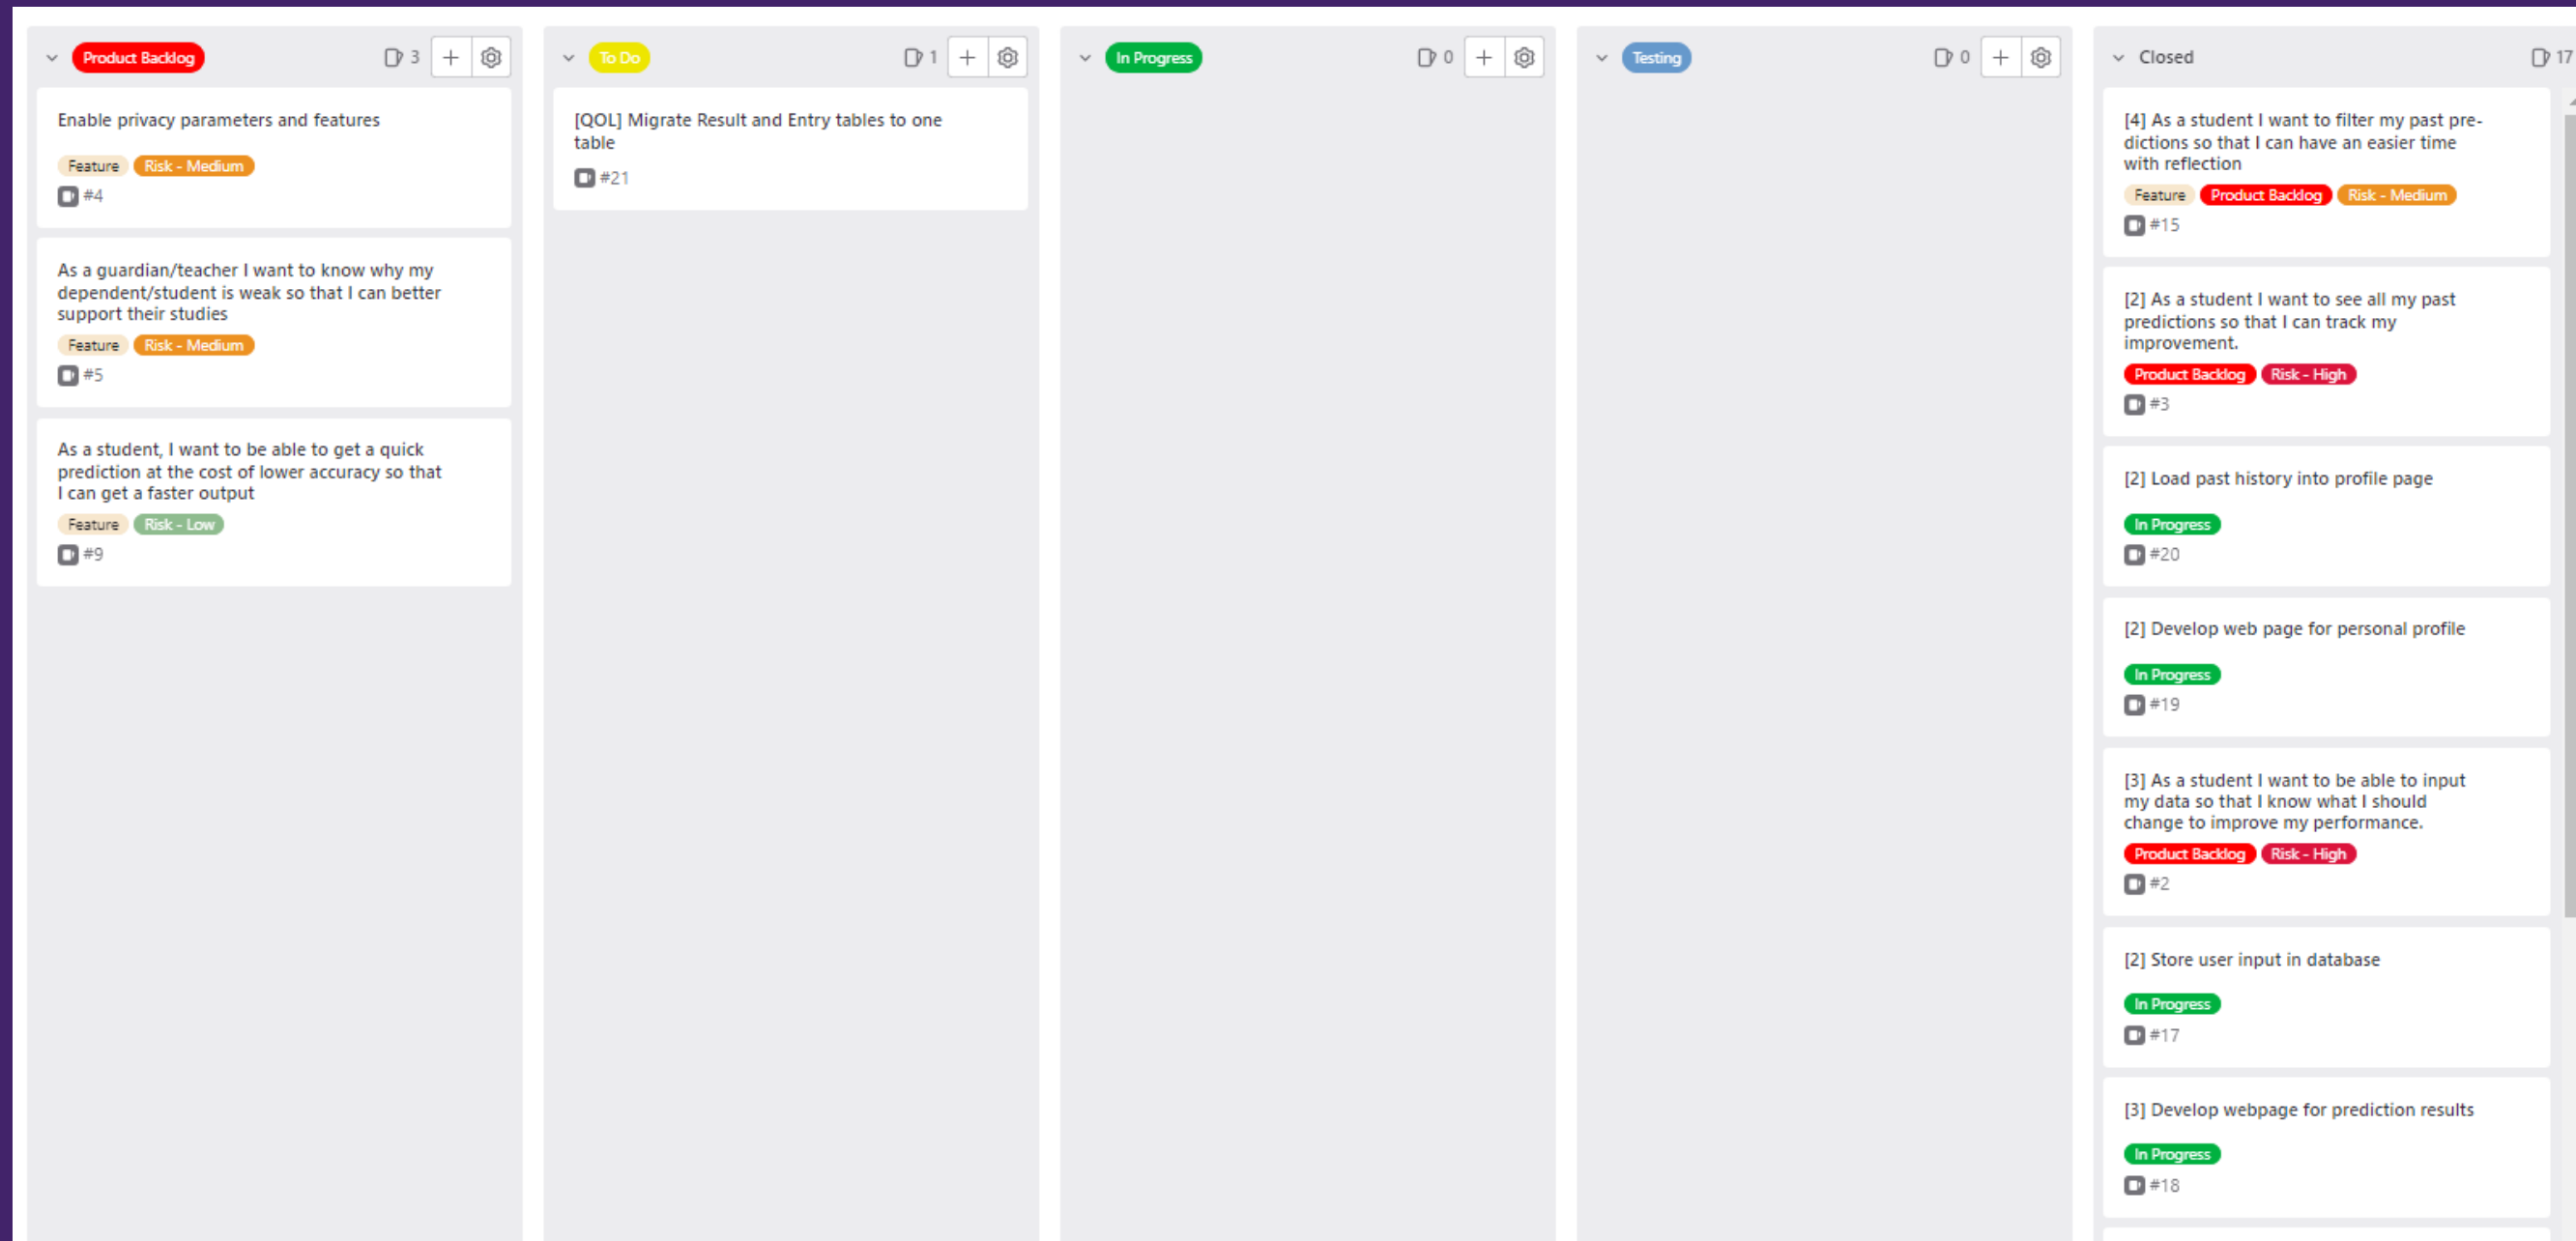 Product Backlog 3
Enable privacy parameters and features
Feature Risk - Medium
#4
As a guardian/teacher I want to know why my
dependent/student is weak so that I can better
support their studies
Feature Risk - Medium
#5
As a student, I want to be able to get a quick
prediction at the cost of lower accuracy so that
I can get a faster output
Feature Risk - Low
#9
To Do 1
[QOL] Migrate Result and Entry tables to one
table
#21
In Progress 0
Testing 0
Closed 17
[4] As a student I want to filter my past pre-
dictions so that I can have an easier time
with reflection
Feature Product Backlog Risk - Medium
#15
[2] As a student I want to see all my past
predictions so that I can track my
improvement.
Product Backlog Risk - High
#3
[2] Load past history into profile page
In Progress
#20
[2] Develop web page for personal profile
In Progress
#19
[3] As a student I want to be able to input
my data so that I know what I should
change to improve my performance.
Product Backlog Risk - High
#2
[2] Store user input in database
In Progress
#17
[3] Develop webpage for prediction results
In Progress
#18